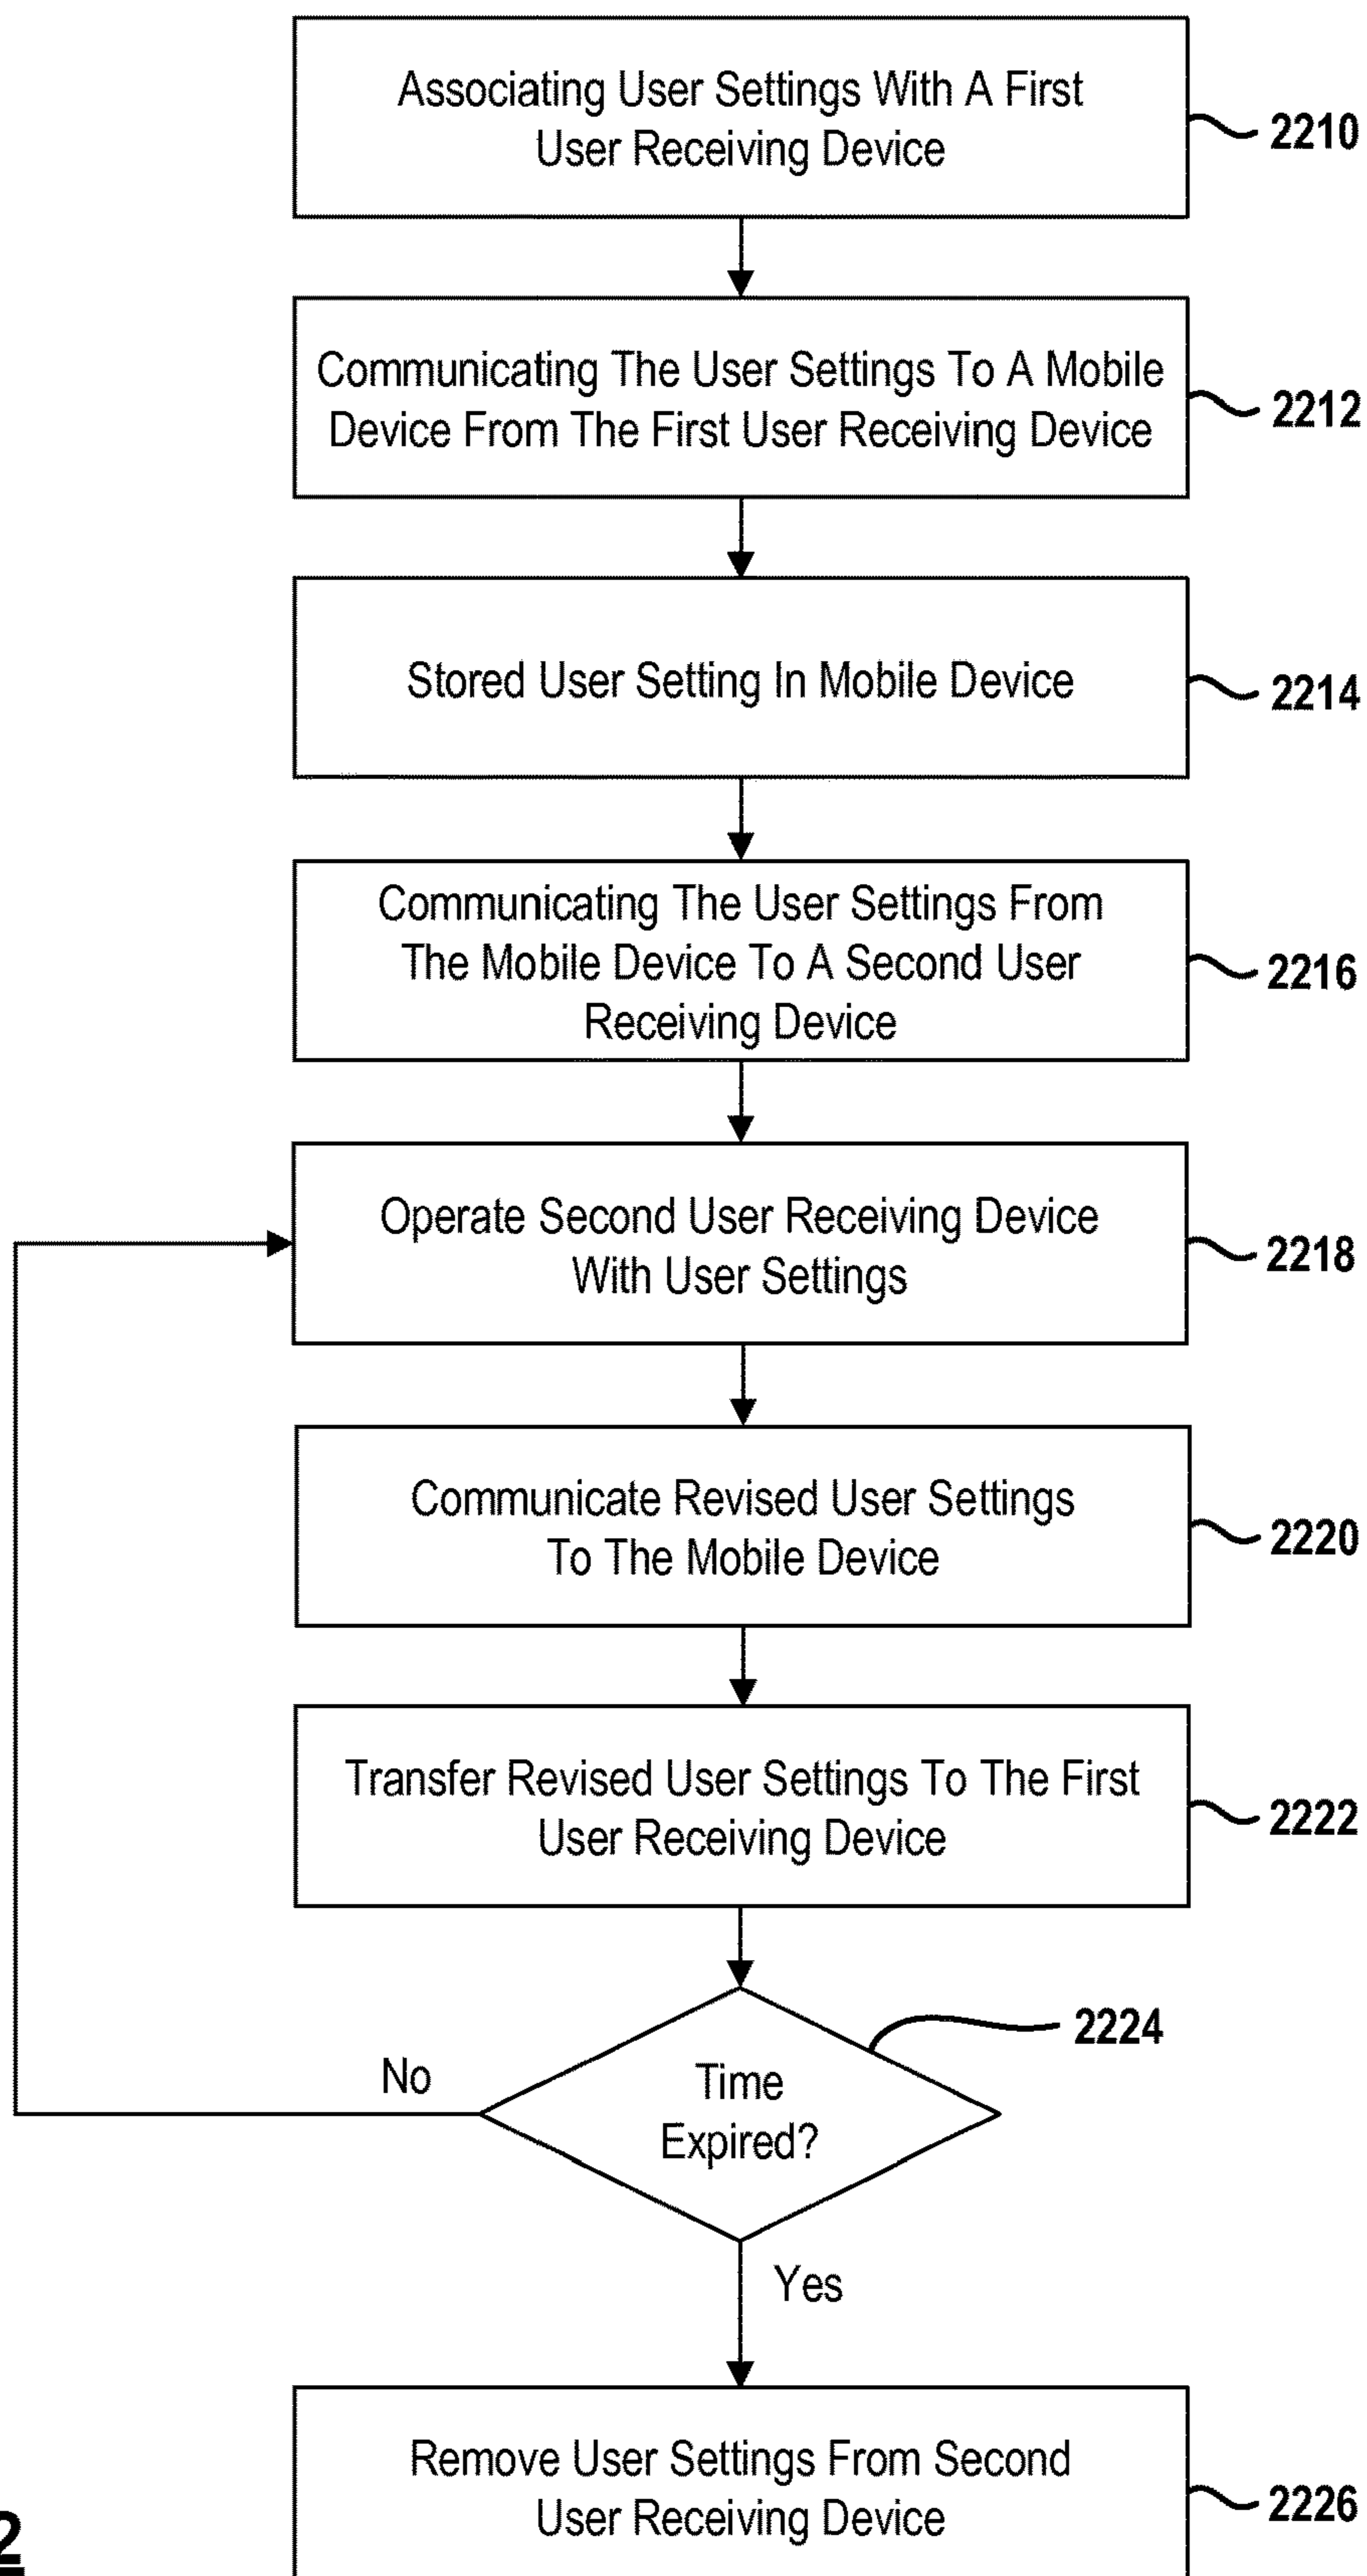 Associating User Settings With A First
User Receiving Device
2210
Communicating The User Settings To A Mobile
Device From The First User Receiving Device
2212
Stored User Setting In Mobile Device
2214
Communicating The User Settings From
The Mobile Device To A Second User
Receiving Device
2216
Operate Second User Receiving Device
With User Settings
2218
Communicate Revised User Settings
To The Mobile Device
2220
Transfer Revised User Settings To The First
User Receiving Device
2222
2224
No
Time
Expired?
Yes
Remove User Settings From Second
User Receiving Device
2226
2